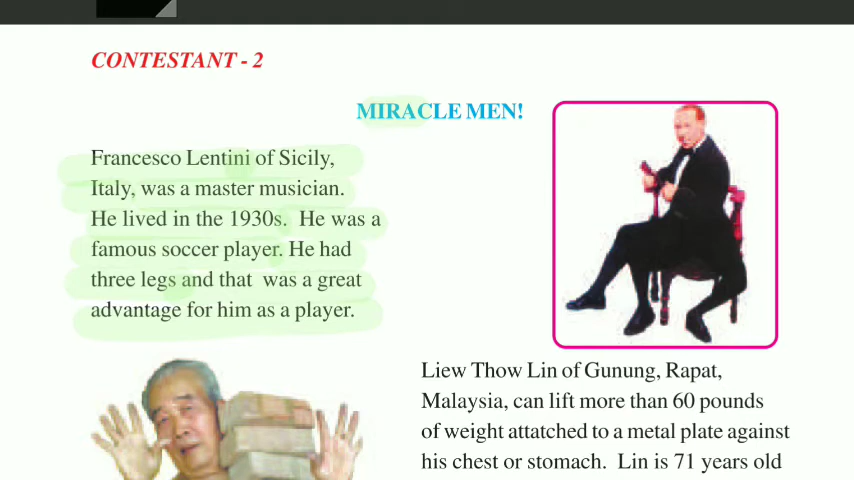 CONTESTANT - 2
MIRACLE MEN!
Francesco Lentini of Sicily,
Italy, was a master musician.
He lived in the 1930s. He was a
famous soccer player. He had
three legs and that was a great
advantage for him as a player.
Liew Thow Lin of Gunung, Rapat,
Malaysia, can lift more than 60 pounds
of weight attatched to a metal plate against
his chest or stomach. Lin is 71 years old